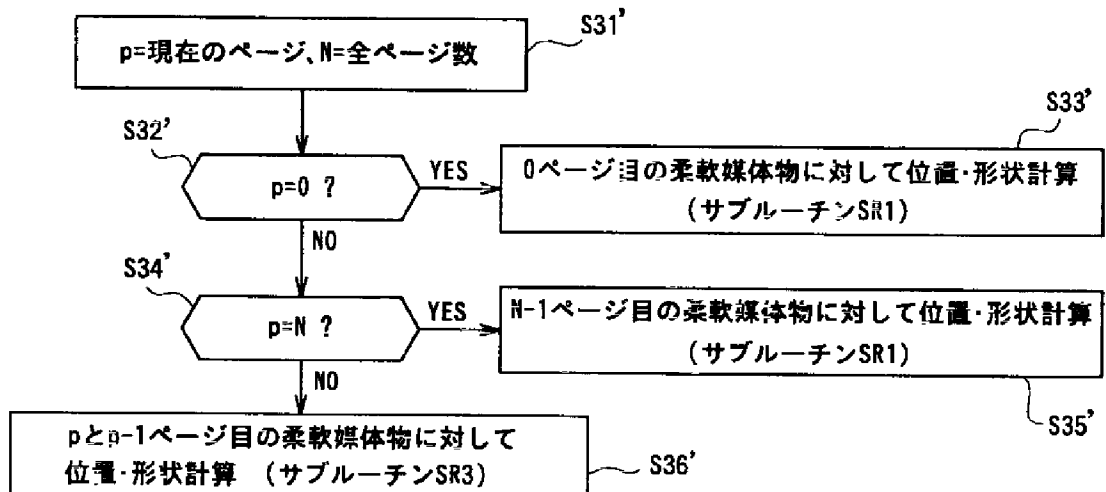 S31’
p=現在のページ、N=全ページ数
S32’
p=0 ?
YES
S33’
0ページ目の柔軟媒体物に対して位置·形状計算
(サブルーチンSR1)
NO
S34’
p=N ?
YES
N-1ページ目の柔軟媒体物に対して位置·形状計算
(サブルーチンSR1)
S35’
NO
pとp-1ページ目の柔軟媒体物に対して
位置·形状計算 (サブルーチンSR3)
S36’